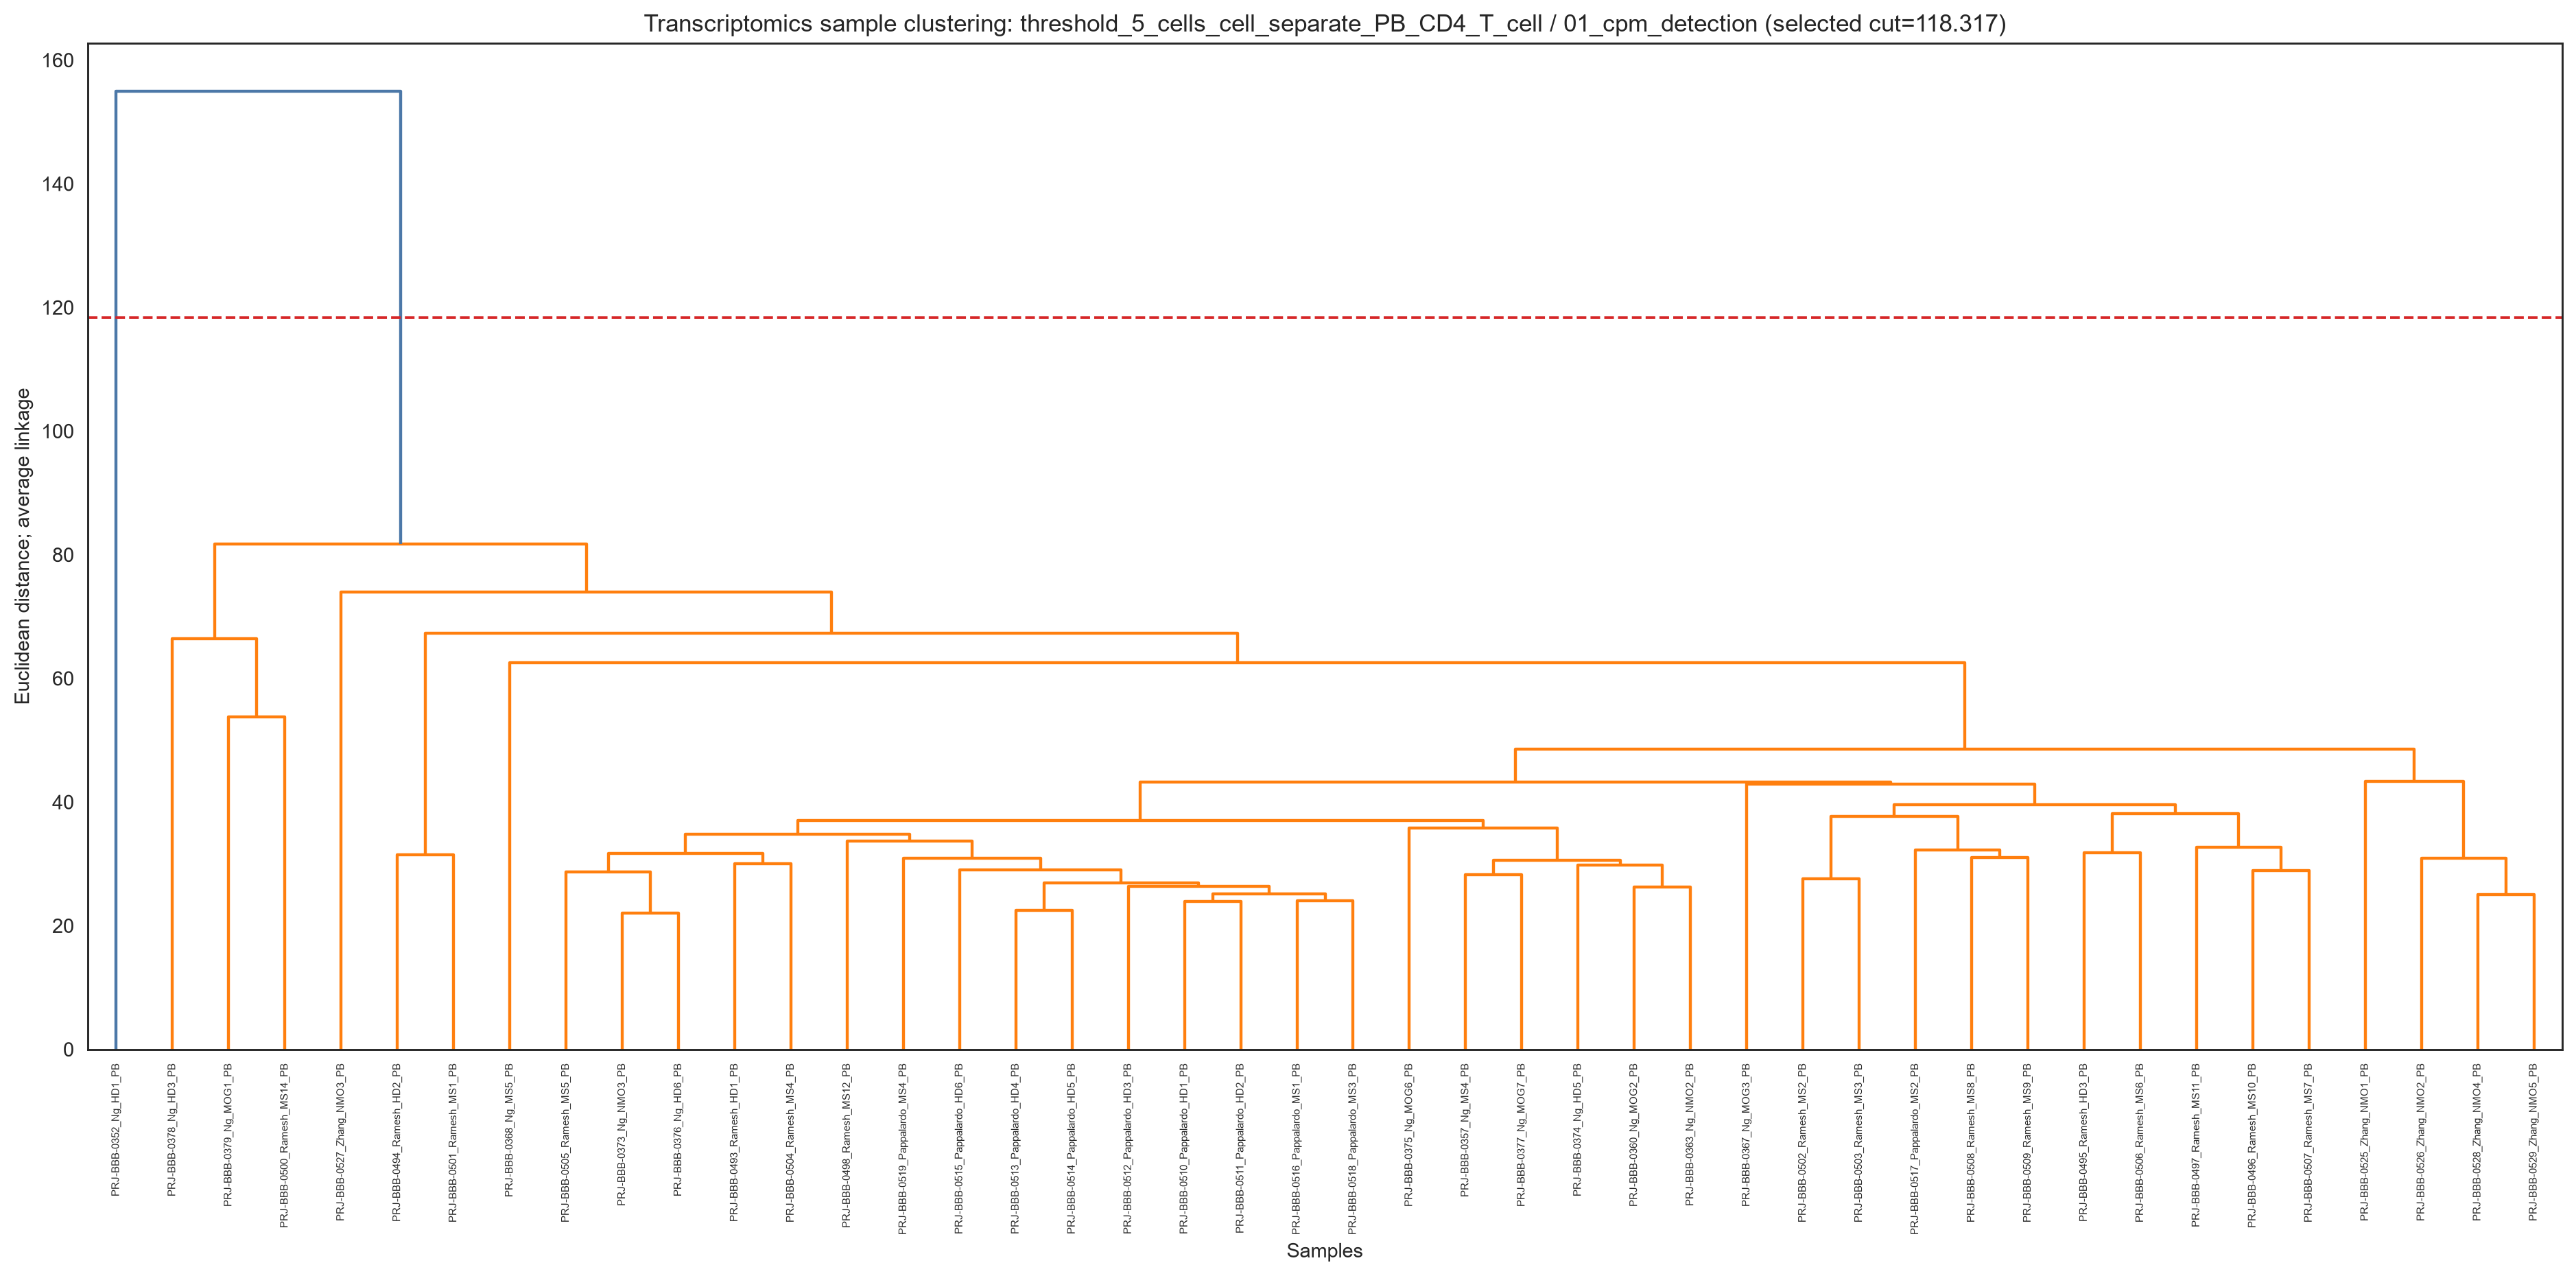 Transcriptomics sample clustering: threshold_5_cells_cell_separate_PB_CD4_T_cell / 01_cpm_detection (selected cut=118.317)
160
140
120
100
80
60
40
20
0
Euclidean distance; average linkage
PRJ-BBB-0352_Ng_HD1_PB
PRJ-BBB-0378_Ng_HD3_PB
PRJ-BBB-0379_Ng_MOG1_PB
PRJ-BBB-0500_Ramesh_MS14_PB
PRJ-BBB-0527_Zhang_NMO3_PB
PRJ-BBB-0494_Ramesh_HD2_PB
PRJ-BBB-0501_Ramesh_MS1_PB
PRJ-BBB-0368_Ng_MS5_PB
PRJ-BBB-0505_Ramesh_MS5_PB
PRJ-BBB-0373_Ng_NMO3_PB
PRJ-BBB-0376_Ng_HD6_PB
PRJ-BBB-0493_Ramesh_HD1_PB
PRJ-BBB-0504_Ramesh_MS4_PB
PRJ-BBB-0498_Ramesh_MS12_PB
PRJ-BBB-0519_Pappalardo_MS4_PB
PRJ-BBB-0515_Pappalardo_HD6_PB
PRJ-BBB-0513_Pappalardo_HD4_PB
PRJ-BBB-0514_Pappalardo_HD5_PB
PRJ-BBB-0512_Pappalardo_HD3_PB
PRJ-BBB-0510_Pappalardo_HD1_PB
PRJ-BBB-0511_Pappalardo_HD2_PB
PRJ-BBB-0516_Pappalardo_MS1_PB
PRJ-BBB-0518_Pappalardo_MS3_PB
PRJ-BBB-0375_Ng_MOG6_PB
PRJ-BBB-0357_Ng_MS4_PB
PRJ-BBB-0377_Ng_MOG7_PB
PRJ-BBB-0374_Ng_HD5_PB
PRJ-BBB-0360_Ng_MOG2_PB
PRJ-BBB-0363_Ng_NMO2_PB
PRJ-BBB-0367_Ng_MOG3_PB
PRJ-BBB-0502_Ramesh_MS2_PB
PRJ-BBB-0503_Ramesh_MS3_PB
PRJ-BBB-0517_Pappalardo_MS2_PB
PRJ-BBB-0508_Ramesh_MS8_PB
PRJ-BBB-0509_Ramesh_MS9_PB
PRJ-BBB-0495_Ramesh_HD3_PB
PRJ-BBB-0506_Ramesh_MS6_PB
PRJ-BBB-0497_Ramesh_MS11_PB
PRJ-BBB-0496_Ramesh_MS10_PB
PRJ-BBB-0507_Ramesh_MS7_PB
PRJ-BBB-0525_Zhang_NMO1_PB
PRJ-BBB-0526_Zhang_NMO2_PB
PRJ-BBB-0528_Zhang_NMO4_PB
PRJ-BBB-0529_Zhang_NMO5_PB
Samples